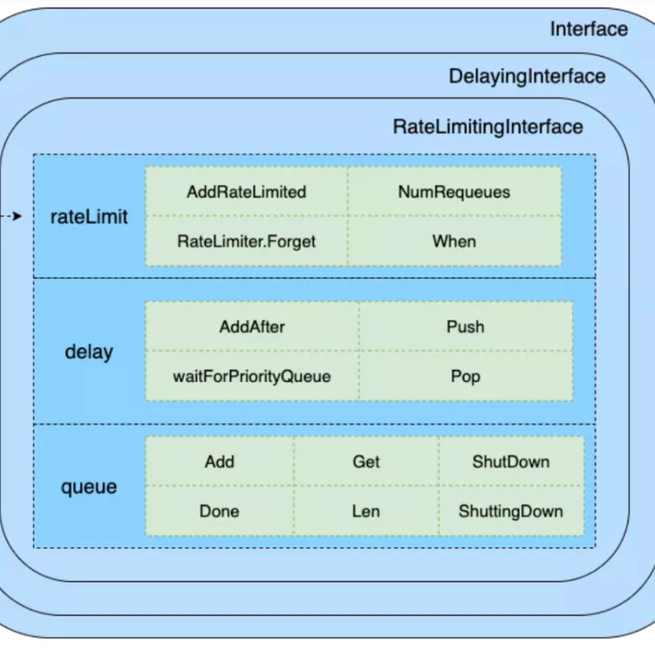 Interface
DelayingInterface
RateLimitingInterface
rateLimit
AddRateLimited
NumRequeues
RateLimiter.Forget
When
delay
AddAfter
Push
waitForPriorityQueue
Pop
queue
Add
Get
ShutDown
Done
Len
ShuttingDown